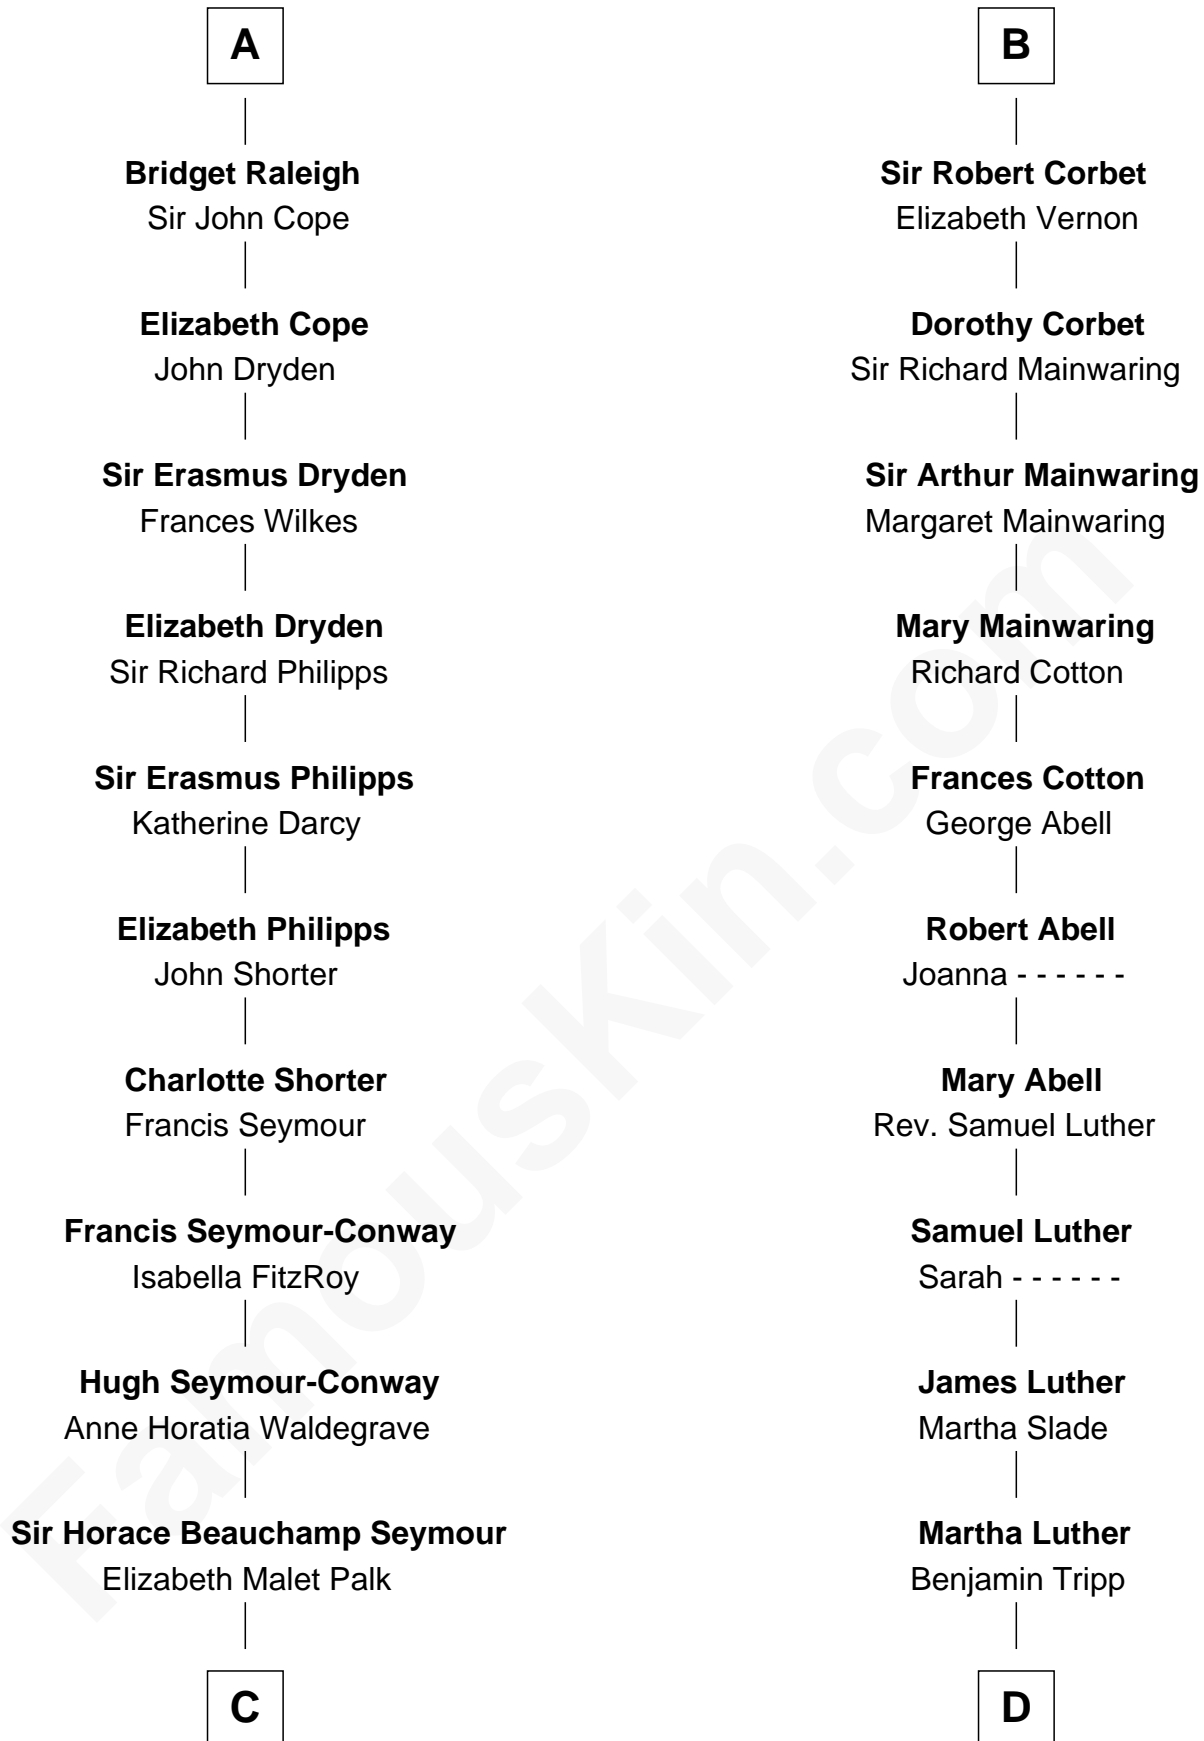 A
Bridget Raleigh
Sir John Cope
Elizabeth Cope
John Dryden
Sir Erasmus Dryden
Frances Wilkes
Elizabeth Dryden
Sir Richard Philipps
Sir Erasmus Philipps
Katherine Darcy
Elizabeth Philipps
John Shorter
Charlotte Shorter
Francis Seymour
Francis Seymour-Conway
Isabella FitzRoy
Hugh Seymour-Conway
Anne Horatia Waldegrave
Sir Horace Beauchamp Seymour
Elizabeth Malet Palk
C
B
Sir Robert Corbet
Elizabeth Vernon
Dorothy Corbet
Sir Richard Mainwaring
Sir Arthur Mainwaring
Margaret Mainwaring
Mary Mainwaring
Richard Cotton
Frances Cotton
George Abell
Robert Abell
Joanna - - - - - -
Mary Abell
Rev. Samuel Luther
Samuel Luther
Sarah - - - - - -
James Luther
Martha Slade
Martha Luther
Benjamin Tripp
D
FamousKin.com